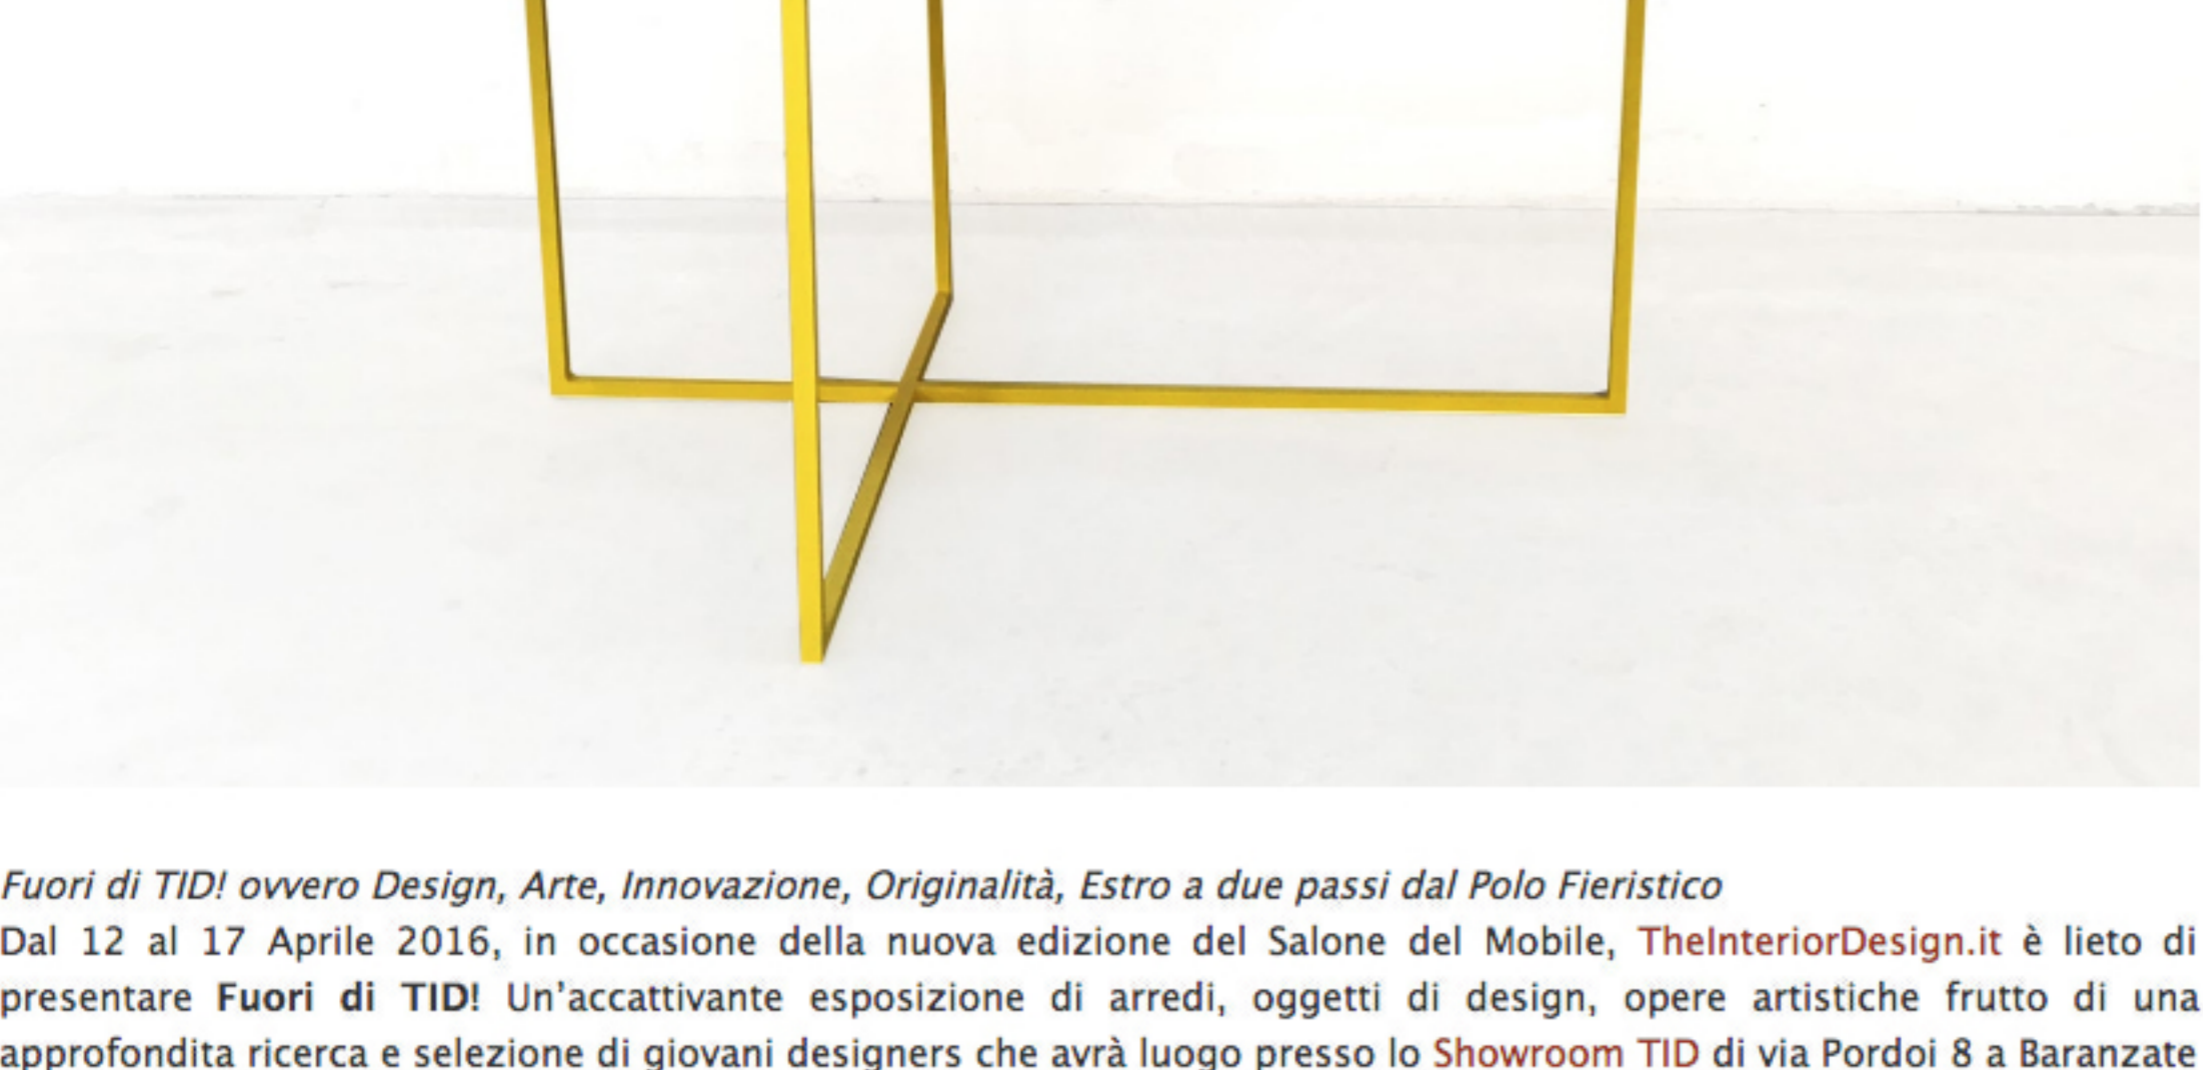 Fuori di TID! ovvero Design, Arte, Innovazione, Originalità, Estro a due passi dal Polo Fieristico
Dal 12 al 17 Aprile 2016, in occasione della nuova edizione del Salone del Mobile, TheInteriorDesign.it è lieto di
presentare Fuori di TID! Un'accattivante esposizione di arredi, oggetti di design, opere artistiche frutto di una
approfondita ricerca e selezione di giovani designers che avrà luogo presso lo Showroom TID di via Pordoi 8 a Baranzate